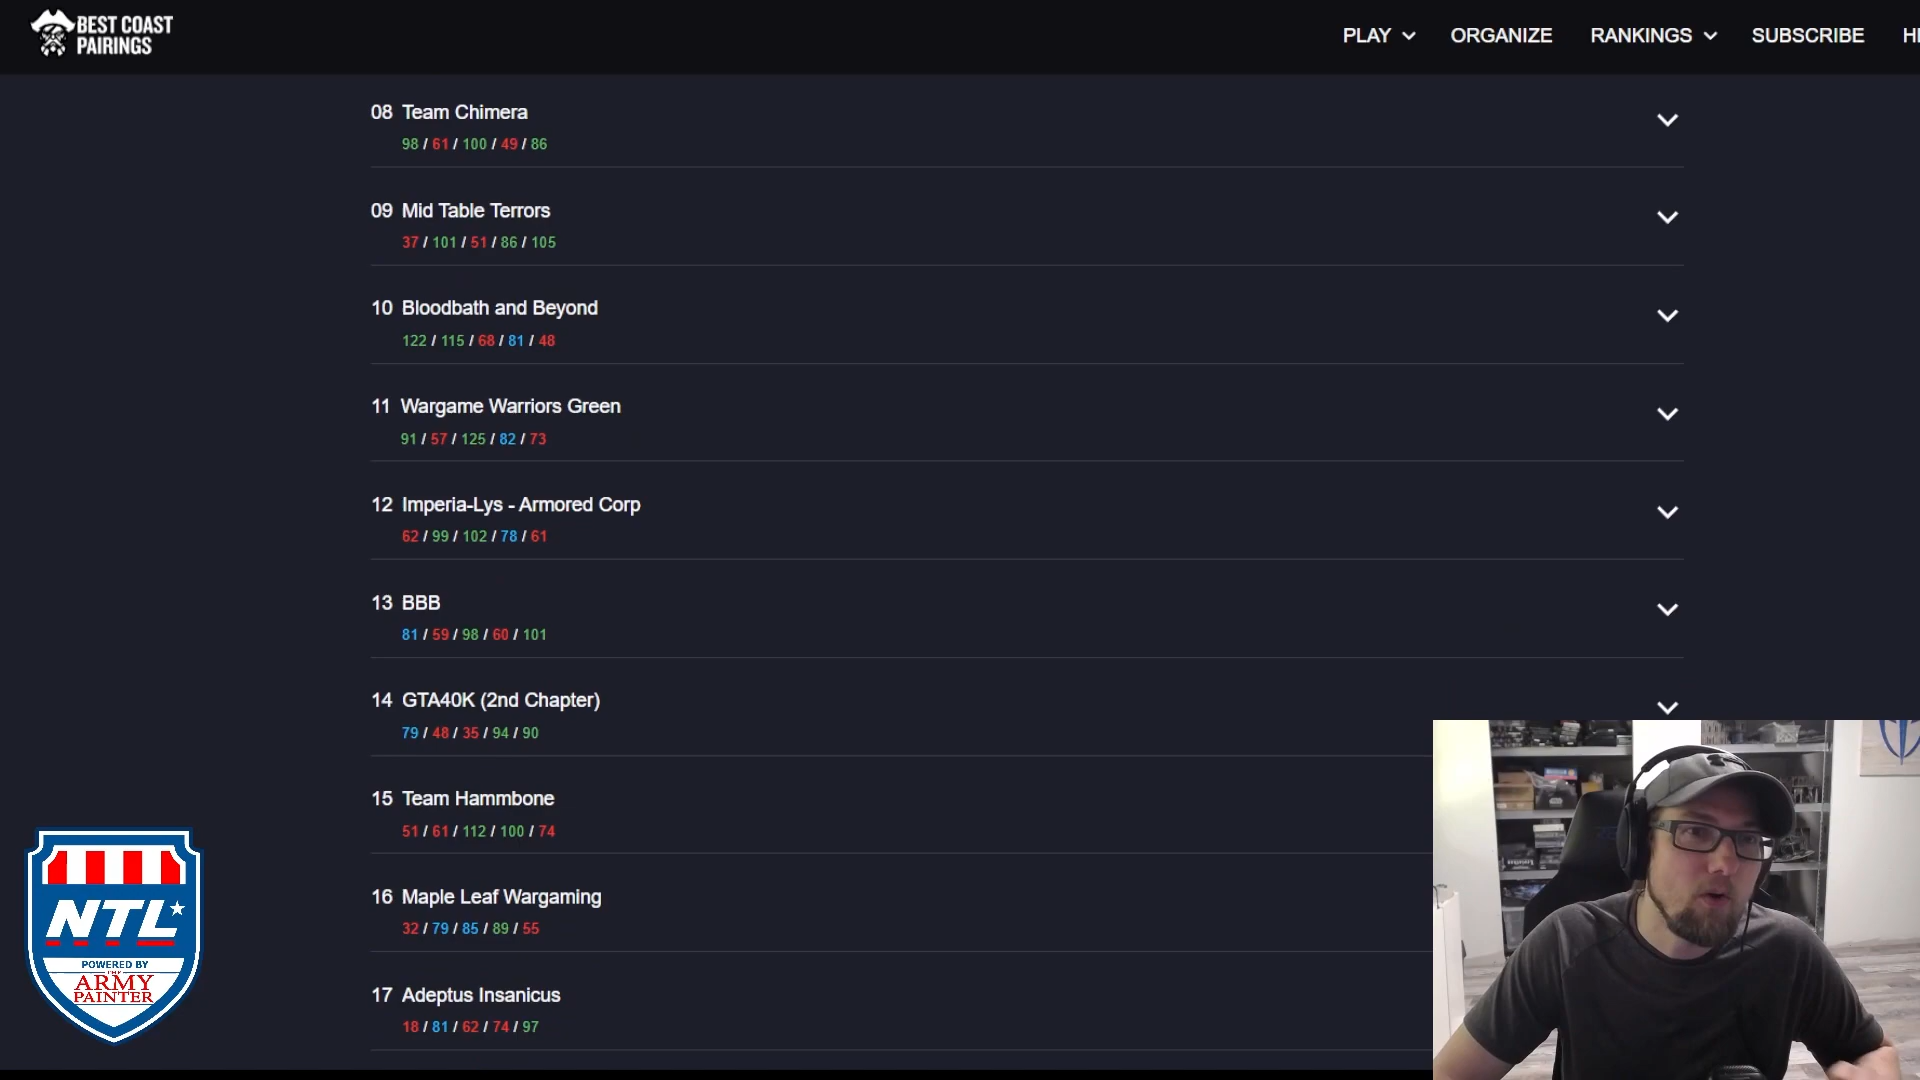 BEST COAST
PAIRINGS
PLAY
ORGANIZE
RANKINGS
SUBSCRIBE
08 Team Chimera
98 / 61 / 100 / 49 / 86
09 Mid Table Terrors
37 / 101 / 51 / 86 / 105
10 Bloodbath and Beyond
122 / 115 / 68 / 81 / 48
11 Wargame Warriors Green
91 / 57 / 125 / 82 / 73
12 Imperia-Lys - Armored Corp
62 / 99 / 102 / 78 / 61
13 BBB
81 / 59 / 98 / 60 / 101
14 GTA40K (2nd Chapter)
79 / 48 / 35 / 94 / 90
15 Team Hammbone
51 / 61 / 112 / 100 / 74
16 Maple Leaf Wargaming
32 / 79 / 85 / 89 / 55
17 Adeptus Insanicus
18 / 81 / 62 / 74 / 97
NTL
POWERED BY
THE
ARMY
PAINTER